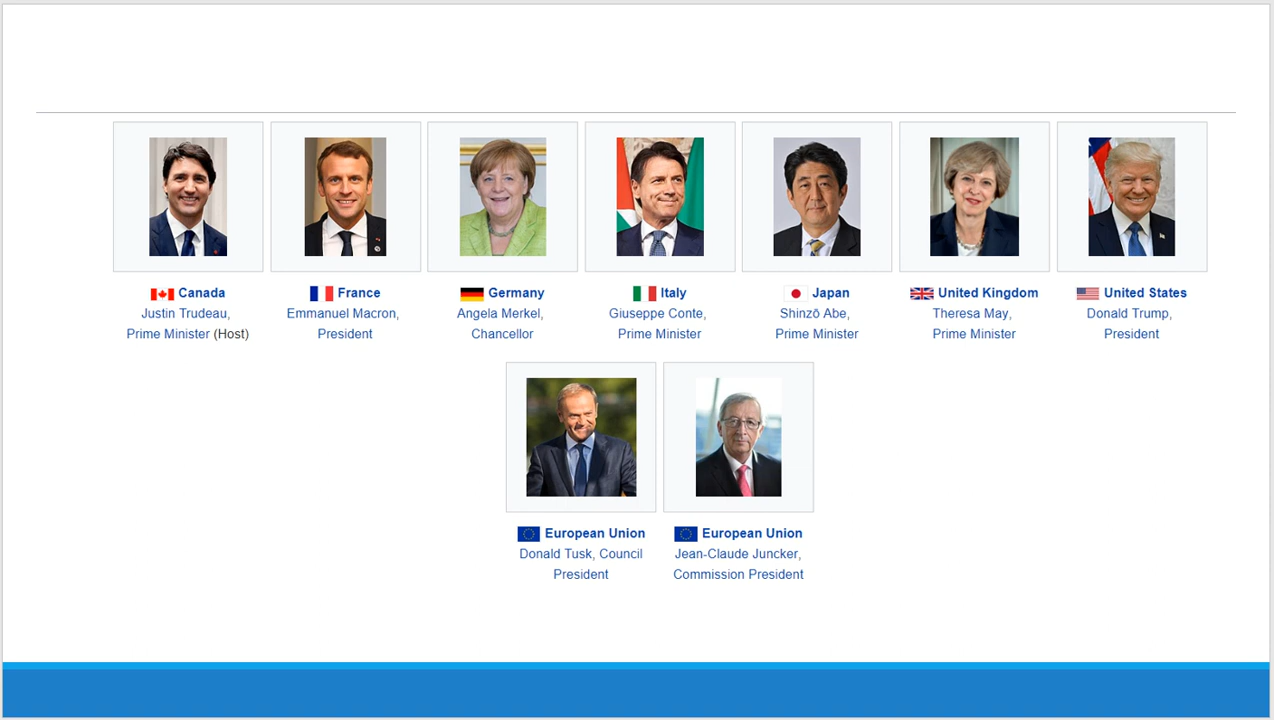 Canada
Justin Trudeau,
Prime Minister (Host)
France
Emmanuel Macron,
President
Germany
Angela Merkel,
Chancellor
Italy
Giuseppe Conte,
Prime Minister
Japan
Shinzō Abe,
Prime Minister
United Kingdom
Theresa May,
Prime Minister
United States
Donald Trump,
President
European Union
Donald Tusk, Council
President
European Union
Jean-Claude Juncker,
Commission President